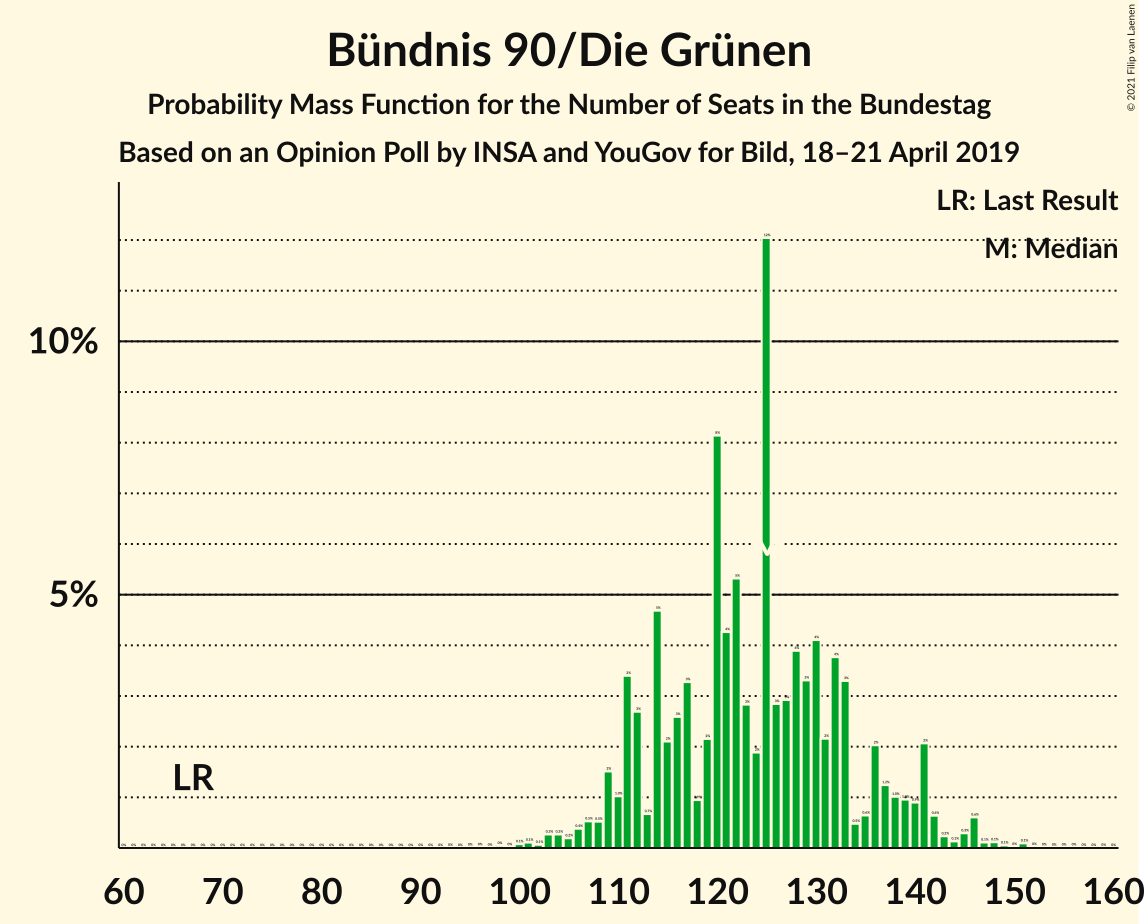 Bündnis 90/Die Grünen
Probability Mass Function for the Number of Seats in the Bundestag
Based on an Opinion Poll by INSA and YouGov for Bild, 18–21 April 2019
© 2021 Filip van Laenen
LR: Last Result
M: Median
10%
5%
LR
60 70 80 90 100 110 120 130 140 150 160